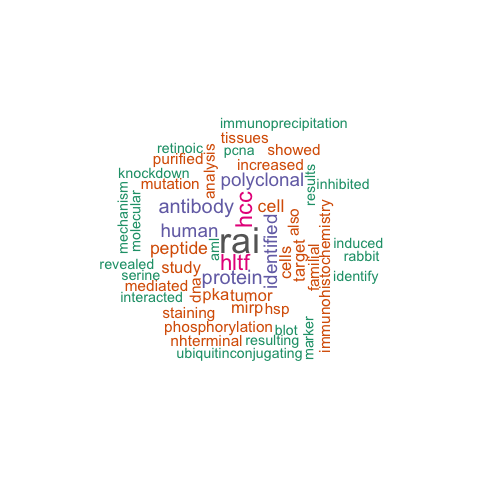 immunoprecipitation
tissues
retinoic
pcna
showed
purified
analysis
increased
results
knockdown
mutation
polyclonal
inhibited
mechanism
molecular
antibody
hcc
cell
also
immunohistochemistry
human
aml
rai
identified
target
familial
induced
peptide
hltf
cells
rabbit
revealed
study
serine
dna
protein
identify
mediated
interacted
pka
tumor
mirp
hsp
staining
phosphorylation
blot
marker
nhterminal
resulting
ubiquitinconjugating